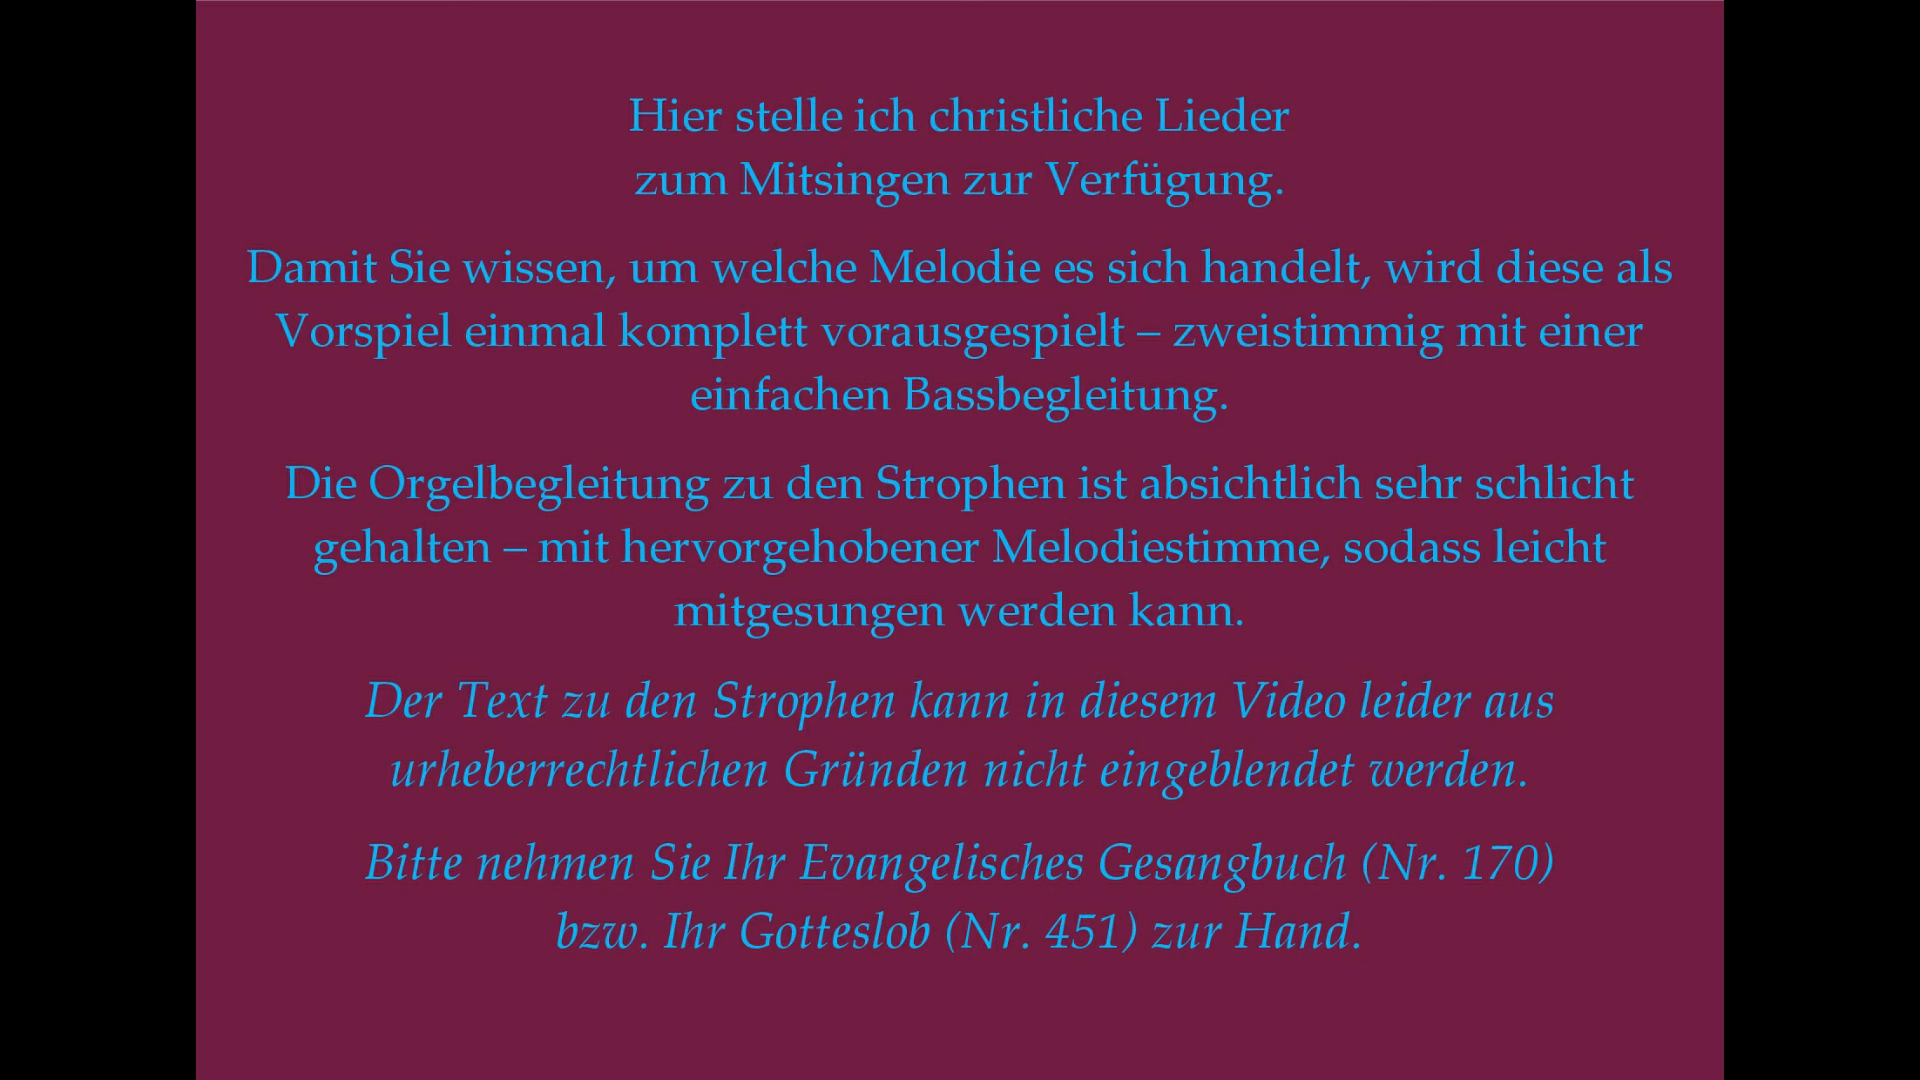 Hier stelle ich christliche Lieder
zum Mitsingen zur Verfügung.
Damit Sie wissen, um welche Melodie es sich handelt, wird diese als
Vorspiel einmal komplett vorausgespielt – zweistimmig mit einer
einfachen Bassbegleitung.
Die Orgelbegleitung zu den Strophen ist absichtlich sehr schlicht
gehalten – mit hervorgehobener Melodiestimme, sodass leicht
mitgesungen werden kann.
Der Text zu den Strophen kann in diesem Video leider aus
urheberrechtlichen Gründen nicht eingeblendet werden.
Bitte nehmen Sie Ihr Evangelisches Gesangbuch (Nr. 170)
bzw. Ihr Gotteslob (Nr. 451) zur Hand.